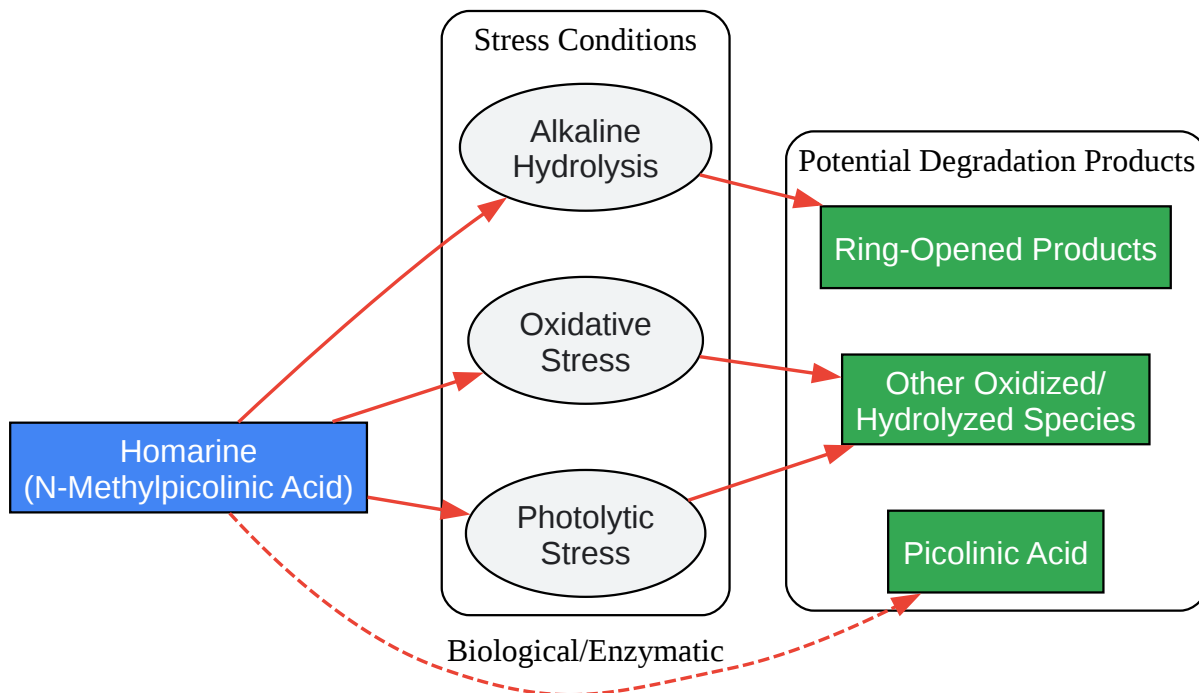 Stress Conditions
Alkaline
Hydrolysis
Oxidative
Stress
Photolytic
Stress
Potential Degradation Products
Ring-Opened Products
Other Oxidized/
Hydrolyzed Species
Picolinic Acid
Homarine
(N-Methylpicolinic Acid)
Biological/Enzymatic